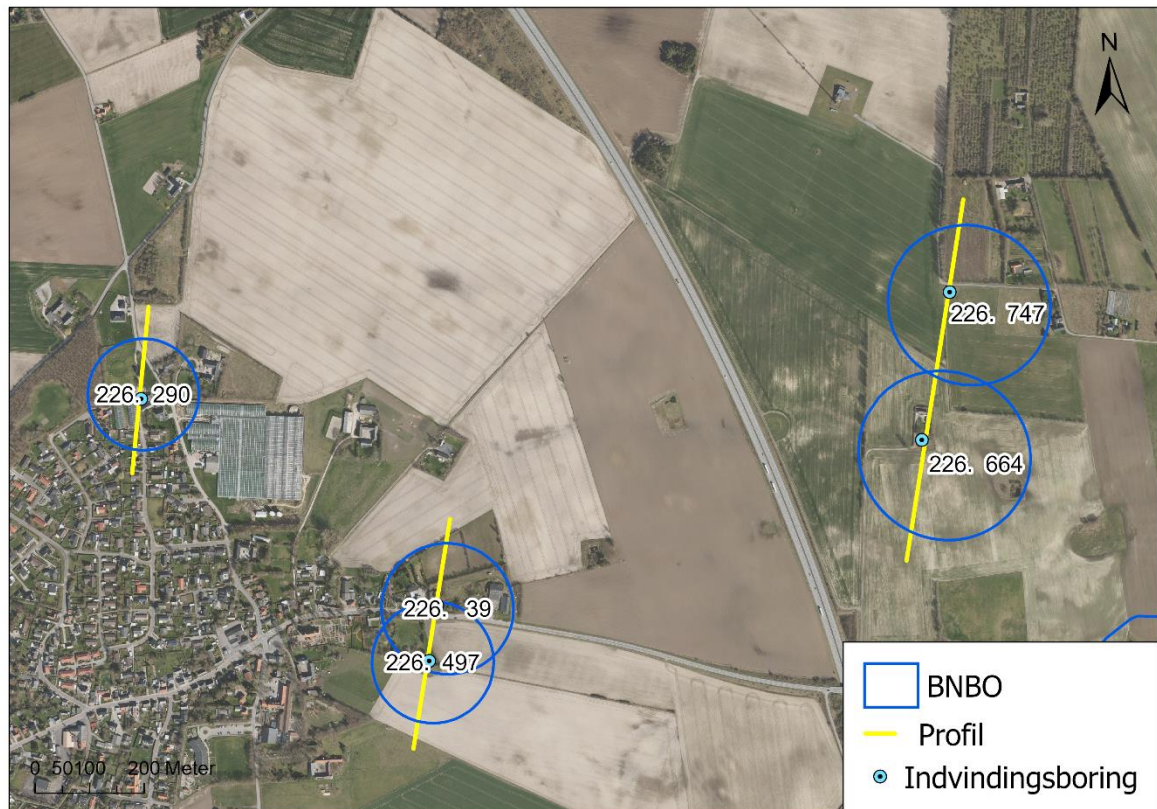 N
226. 747
226. 290
226. 664
226. 39
226. 497
BNBO
Profil
Indvindingsboring
0 50100 200 Meter